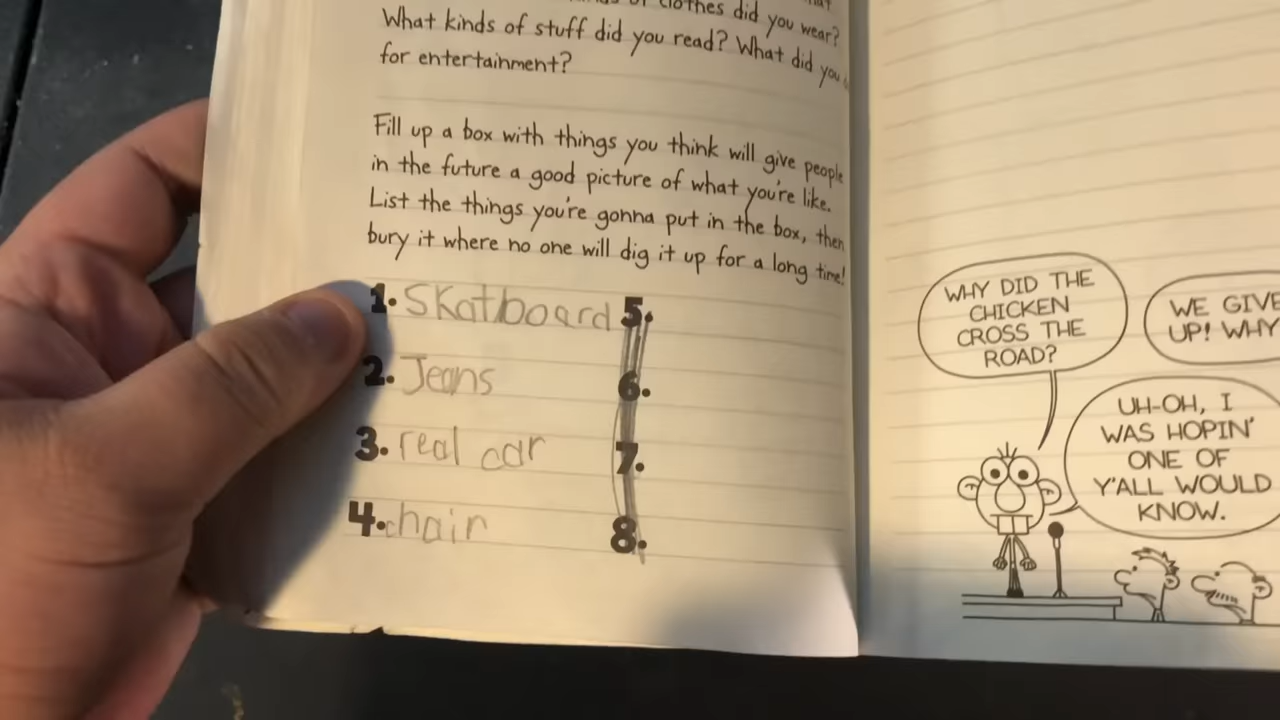 clothes did you wear?
What kinds of stuff did you read? What did you
for entertainment?
Fill up a box with things you think will give people
in the future a good picture of what you're like.
List the things you're gonna put in the box, then
bury it where no one will dig it up for a long time!
1. Skatboard
2. Jeans
3. real car
4. chair
5.
6.
7.
8.
WHY DID THE
CHICKEN
CROSS THE
ROAD?
WE GIVE
UP! WHY
UH-OH, I
WAS HOPIN'
ONE OF
Y'ALL WOULD
KNOW.